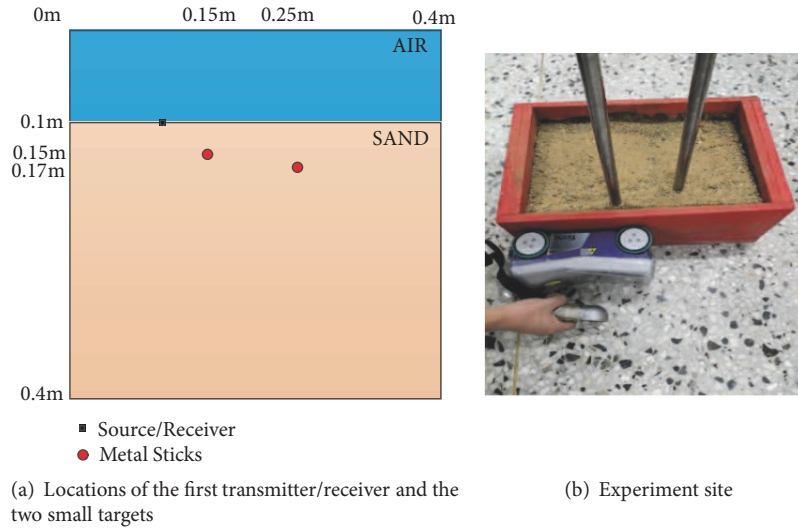 0m 0.15m 0.25m 0.4m
AIR
0.1m
SAND
0.15m
0.17m
0.4m
Source/Receiver
Metal Sticks
(a) Locations of the first transmitter/receiver and the
two small targets
(b) Experiment site